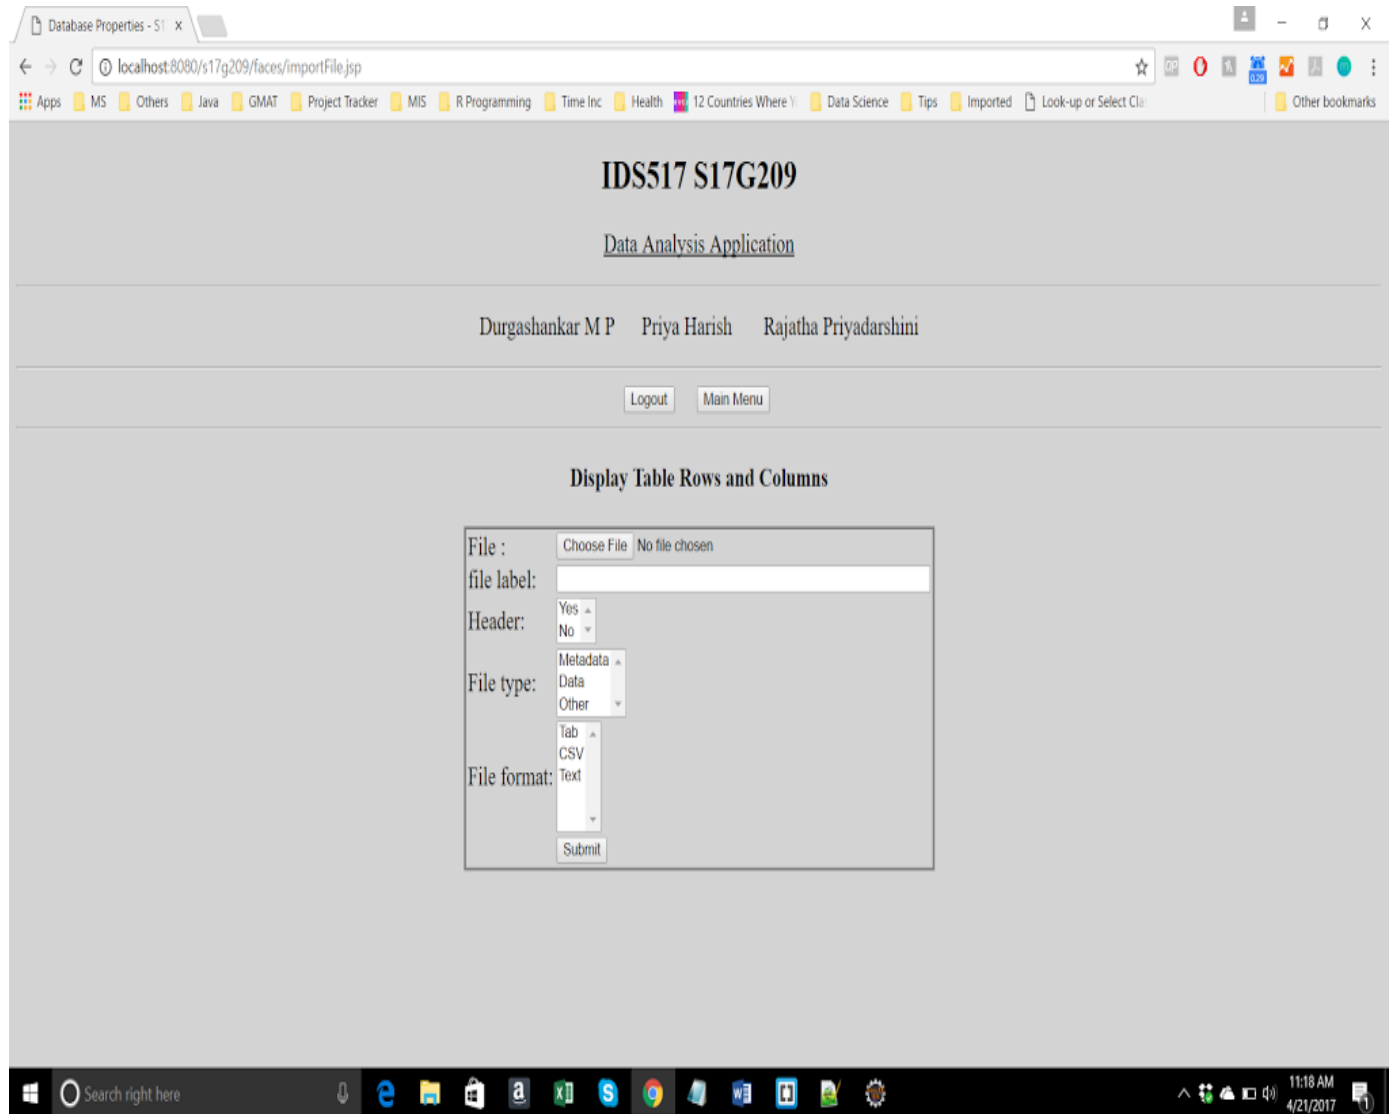 Database Properties - S1
localhost:8080/s17g209/faces/importFile.jsp
Apps MS Others Java GMAT Project Tracker MIS R Programming Time Inc Health 12 Countries Where Y Data Science Tips Imported Look-up or Select Cla Other bookmarks
IDS517 S17G209
Data Analysis Application
Durgashankar M P Priya Harish Rajatha Priyadarshini
Logout Main Menu
Display Table Rows and Columns
File : Choose File No file chosen
file label:
Header: Yes
No
File type: Metadata
Data
Other
File format: Tab
CSV
Text
Submit
Search right here
11:18 AM
4/21/2017